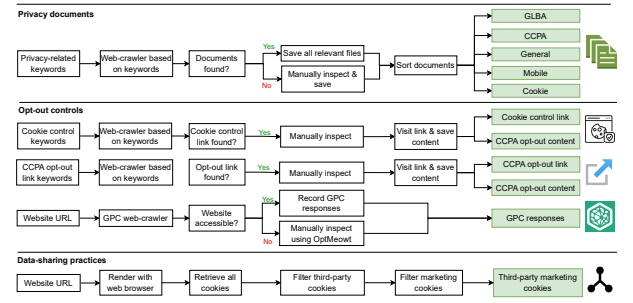 Privacy documents
Privacy-related
keywords
Web-crawler based
on keywords
Documents
found?
Yes
No
Save all relevant files
Manually inspect &
save
Sort documents
GLBA
CCPA
General
Mobile
Cookie
Opt-out controls
Cookie control
keywords
Web-crawler based
on keywords
Cookie control
link found?
Yes
Manually inspect
Visit link & save
content
Cookie control link
CCPA opt-out content
CCPA opt-out
link keywords
Web-crawler based
on keywords
Opt-out link
found?
Yes
Manually inspect
Visit link & save
content
CCPA opt-out link
CCPA opt-out content
Website URL
GPC web-crawler
Website
accessible?
Yes
No
Record GPC
responses
Manually inspect
using OptMeowt
GPC responses
Data-sharing practices
Website URL
Render with
web browser
Retrieve all
cookies
Filter third-party
cookies
Filter marketing
cookies
Third-party marketing
cookies